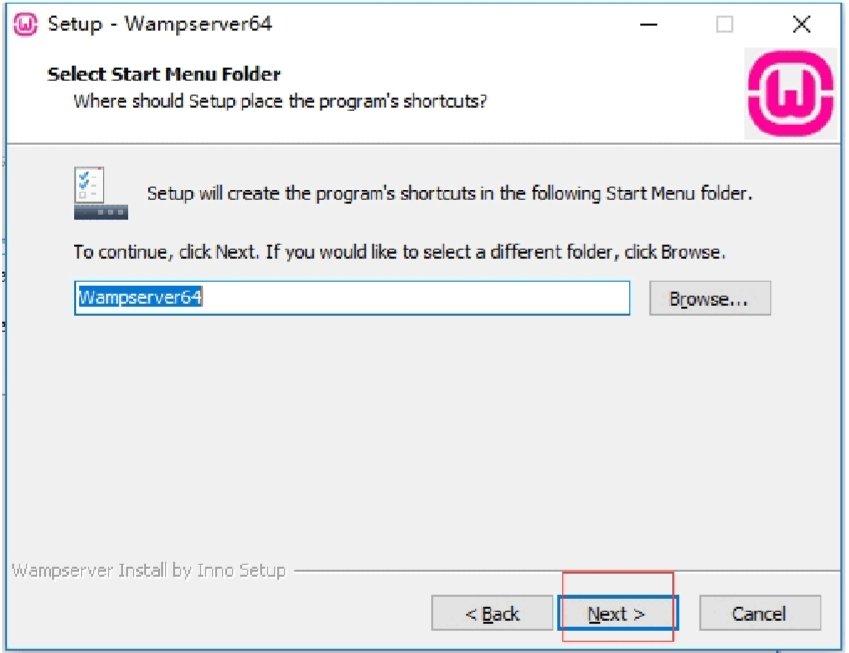 Setup - Wampserver64
Select Start Menu Folder
Where should Setup place the program's shortcuts?
Setup will create the program's shortcuts in the following Start Menu folder.
To continue, click Next. If you would like to select a different folder, click Browse.
Wampserver64
Browse...
Wampserver Install by Inno Setup
< Back
Next >
Cancel